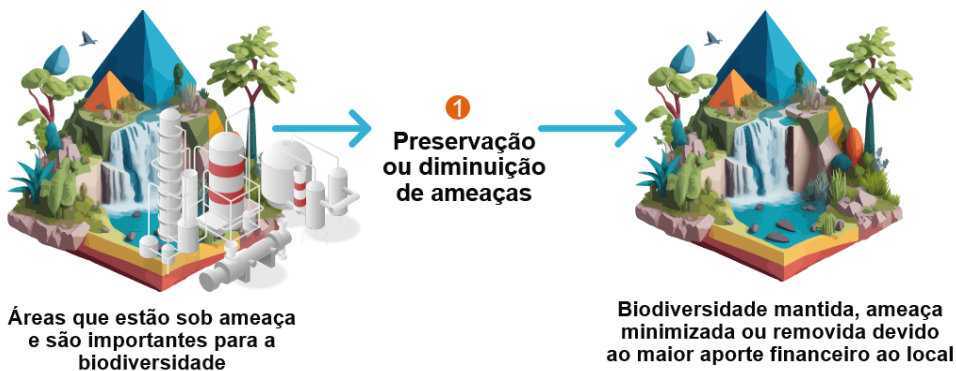 1
Preservação
ou diminuição
de ameaças
Áreas que estão sob ameaça
e são importantes para a
biodiversidade
Biodiversidade mantida, ameaça
minimizada ou removida devido
ao maior aporte financeiro ao local